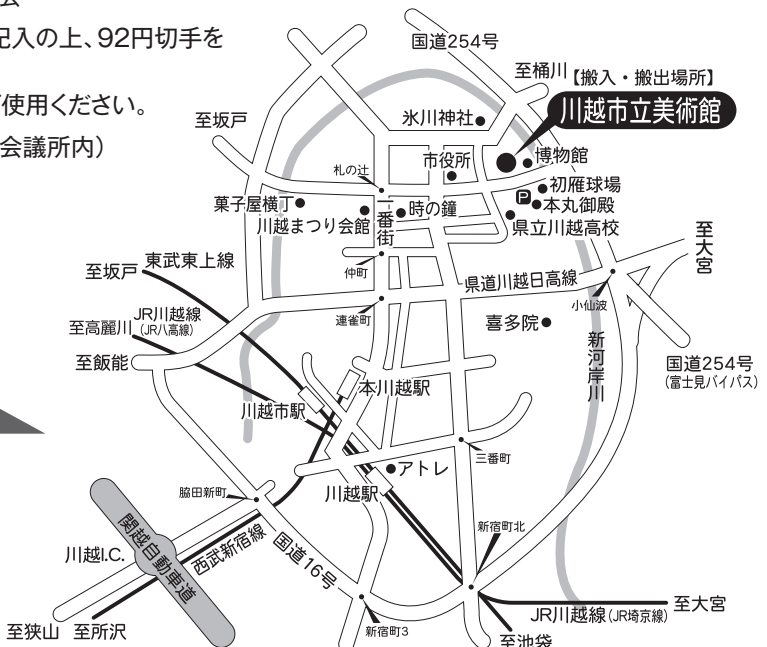 会
記入の上、92円切手を
ご使用ください。
会議所内）
国道254号
至桶川
【搬入・搬出場所】
川越市立美術館
至坂戸
氷川神社
市役所
博物館
札の辻
初雁球場
P
本丸御殿
菓子屋横丁
川越まつり会館
一番街
時の鐘
県立川越高校
至大宮
仲町
東武東上線
至坂戸
県道川越日高線
小仙波
JR川越線
(JR八高線)
至高麗川
連雀町
喜多院
新河岸川
至飯能
国道254号
(富士見バイパス)
本川越駅
川越市駅
三番町
アトレ
川越駅
脇田新町
新宿町北
関越自動車道
川越I.C.
西武新宿線
国道16号
JR川越線(JR埼京線)
至大宮
至狭山
至所沢
新宿町3
至池袋